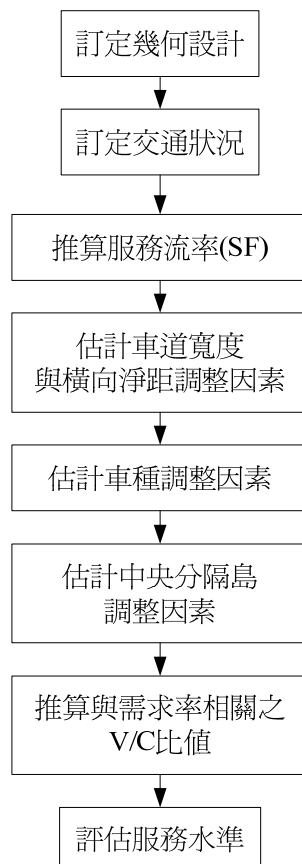 訂定幾何設計
訂定交通狀況
推算服務流率(SF)
估計車道寬度
與橫向淨距調整因素
估計車種調整因素
估計中央分隔島
調整因素
推算與需求率相關之
V/C比值
評估服務水準